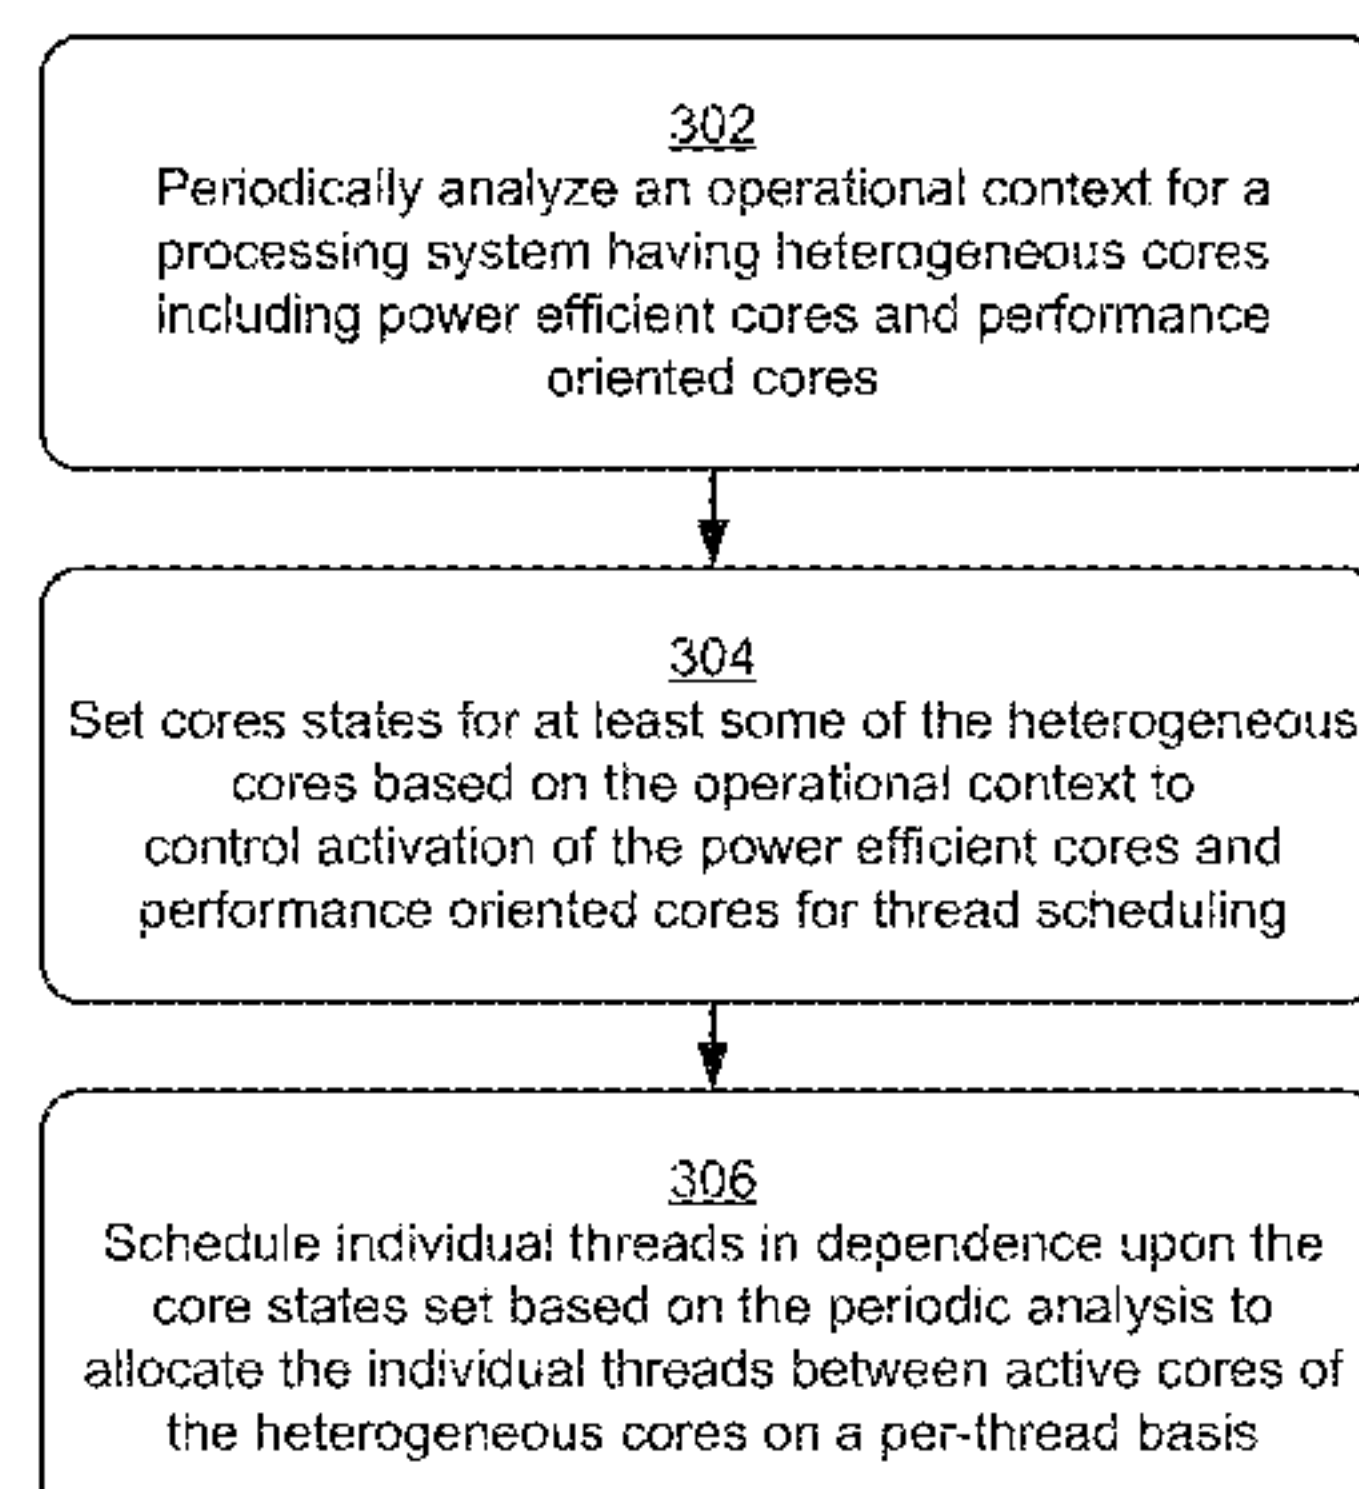 302
Periodically analyze an operational context for a
processing system having heterogeneous cores
including power efficient cores and performance
oriented cores
304
Set cores states for at least some of the heterogeneous
cores based on the operational context to
control activation of the power efficient cores and
performance oriented cores for thread scheduling
306
Schedule individual threads in dependence upon the
core states set based on the periodic analysis to
allocate the individual threads between active cores of
the heterogeneous cores on a per-thread basis